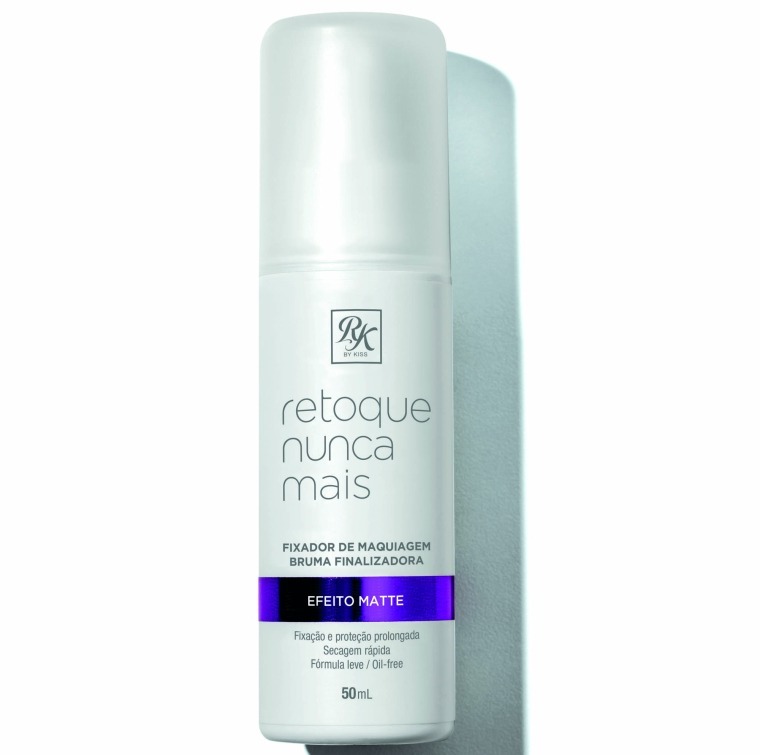 RK
BY KISS
retoque
nunca
mais
FIXADOR DE MAQUIAGEM
BRUMA FINALIZADORA
EFEITO MATTE
Fixação e proteção prolongada
Secagem rápida
Fórmula leve / Oil-free
50mL